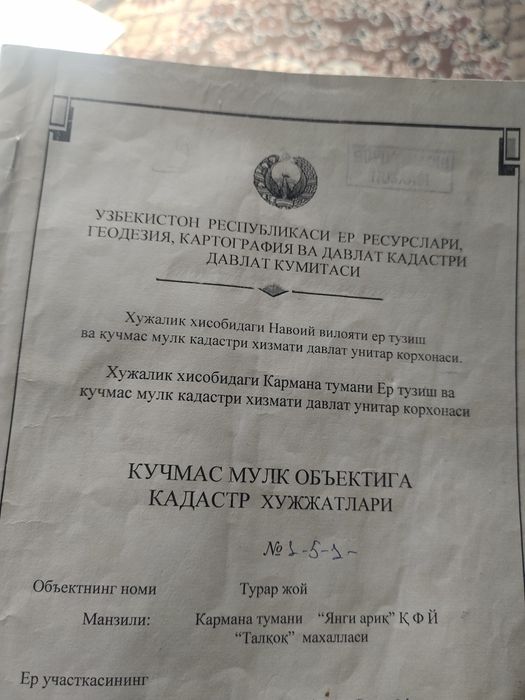 УЗБЕКИСТОН РЕСПУБЛИКАСИ ЕР РЕСУРСЛАРИ,
ГЕОДЕЗИЯ, КАРТОГРАФИЯ ВА ДАВЛАТ КАДАСТРИ
ДАВЛАТ КУМИТАСИ
Хужалик хисобидаги Навоий вилояти ер тузиш
ва кучмас мулк кадастри хизмати давлат унитар корхонаси.
Хужалик хисобидаги Кармана тумани Ер тузиш ва
кучмас мулк кадастри хизмати давлат унитар корхонаси
КУЧМАС МУЛК ОБЪЕКТИГА
КАДАСТР ХУЖЖАТЛАРИ
№ 1-5-1-
Объектнинг номи Турар жой
Манзили: Кармана тумани “Янги ариқ” Қ Ф Й
“Талқоқ” махалласи
Ер участкасининг